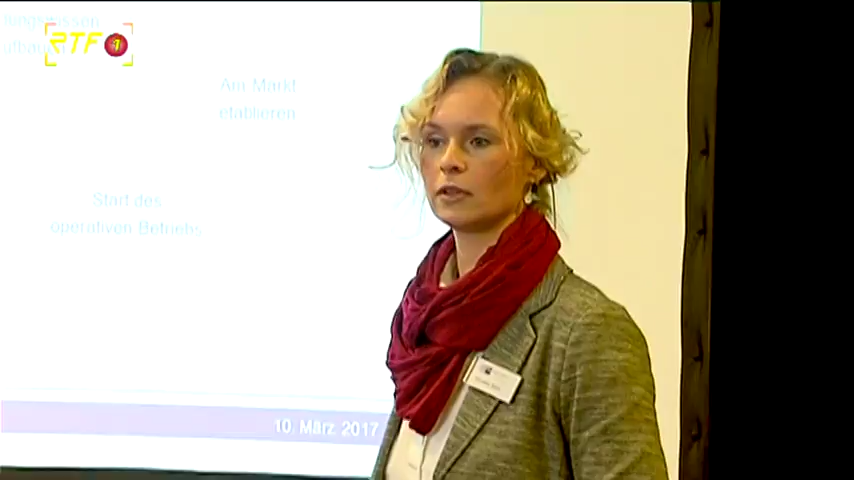 RTF 1
Am Markt
etablieren
Start des
operativen Betriebs
10. März 2017